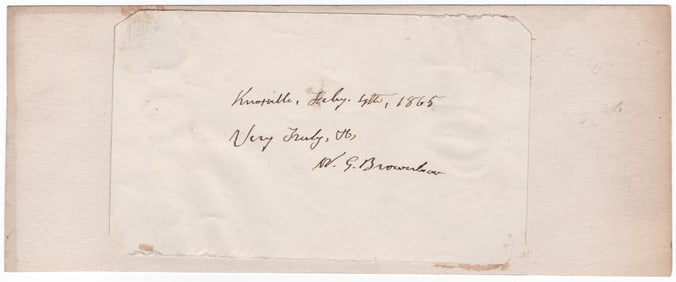 Knoxville, Feby. 4th, 1865
Very Truly, &c,
W. G. Brownlow